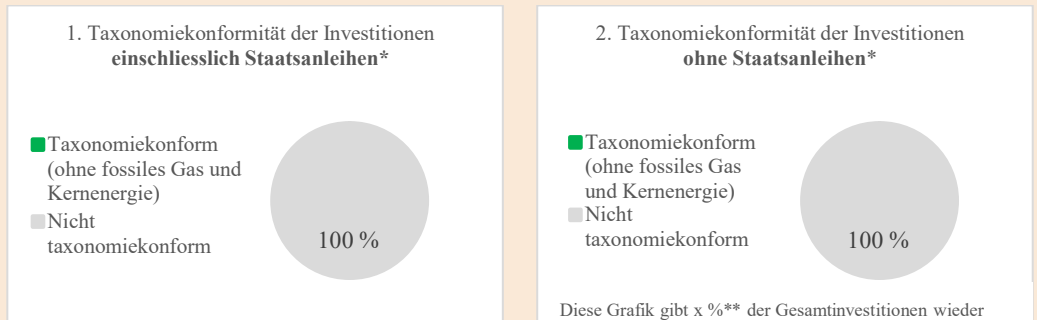 1. Taxonomiekonformität der Investitionen
einschliesslich Staatsanleihen*
Taxonomiekonform
(ohne fossiles Gas und
Kernenergie)
Nicht
taxonomiekonform
100 %
2. Taxonomiekonformität der Investitionen
ohne Staatsanleihen*
Taxonomiekonform
(ohne fossiles Gas
und Kernenergie)
Nicht
taxonomiekonform
100 %
Diese Grafik gibt x %** der Gesamtinvestitionen wieder